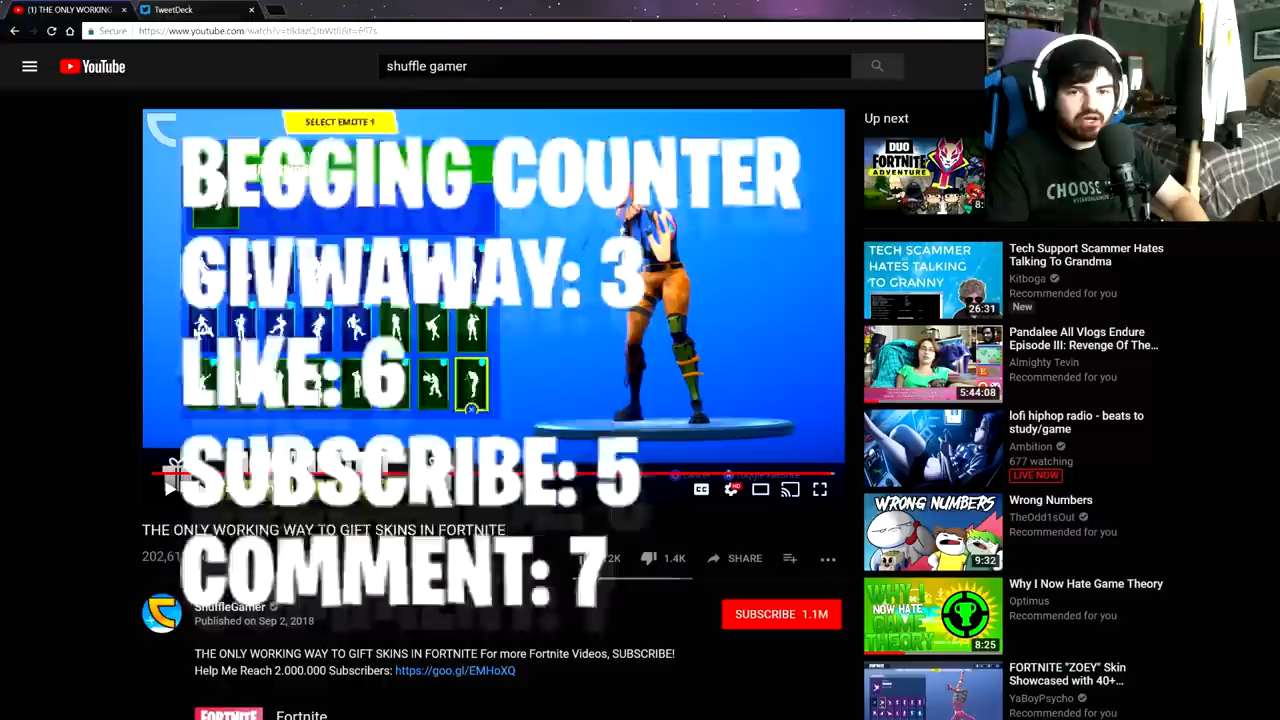 (1) THE ONLY WORKING
TweetDeck
Secure
YouTube
shuffle gamer
SELECT EMOTE 1
BEGGING COUNTER
GIVWAWAY: 3
LIKE: 6
SUBSCRIBE: 5
COMMENT: 7
CC
HD
THE ONLY WORKING WAY TO GIFT SKINS IN FORTNITE
202,61
2K
1.4K
SHARE
ShuffleGamer
Published on Sep 2, 2018
SUBSCRIBE 1.1M
THE ONLY WORKING WAY TO GIFT SKINS IN FORTNITE For more Fortnite Videos, SUBSCRIBE!
Help Me Reach 2.000.000 Subscribers: https://goo.gl/EMHoXQ
FORTNITE
Fortnite
CHOOSE
Up next
DUO
FORTNITE
ADVENTURE
8:
TECH SCAMMER
HATES TALKING
TO GRANNY
26:31
Tech Support Scammer Hates
Talking To Grandma
Kitboga
Recommended for you
New
5:44:08
Pandalee All Vlogs Endure
Episode III: Revenge Of The...
Almighty Tevin
Recommended for you
lofi hiphop radio - beats to
study/game
Ambition
677 watching
LIVE NOW
WRONG NUMBERS
9:32
Wrong Numbers
TheOdd1sOut
Recommended for you
WHY I
NOW HATE
GAME
THEORY
8:25
Why I Now Hate Game Theory
Optimus
Recommended for you
FORTNITE "ZOEY" Skin
Showcased with 40+...
YaBoyPsycho
Recommended for you